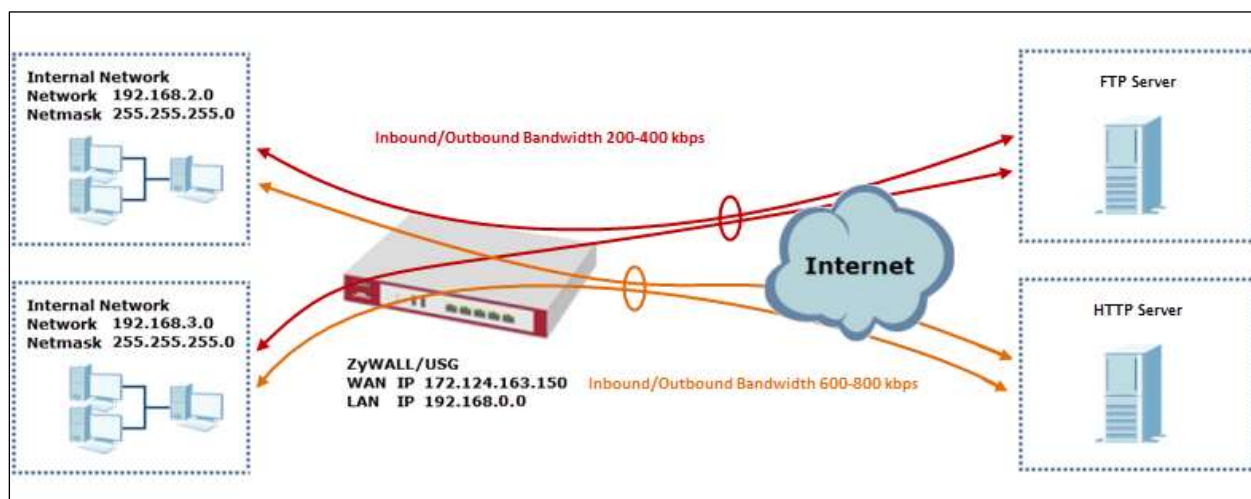 Internal Network
Network 192.168.2.0
Netmask 255.255.255.0
Inbound/Outbound Bandwidth 200-400 kbps
FTP Server
Internet
Internal Network
Network 192.168.3.0
Netmask 255.255.255.0
HTTP Server
ZyWALL/USG
WAN IP 172.124.163.150
LAN IP 192.168.0.0
Inbound/Outbound Bandwidth 600-800 kbps